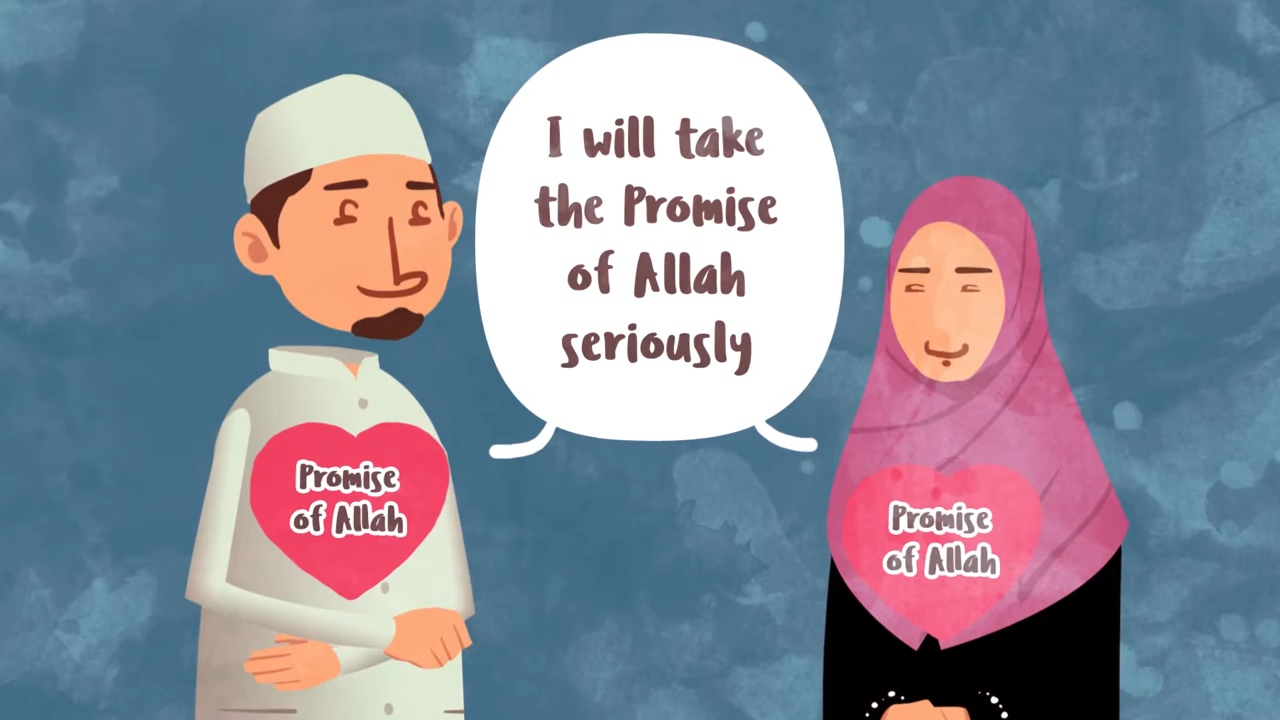 I will take
the Promise
of Allah
seriously
Promise
of Allah
Promise
of Allah